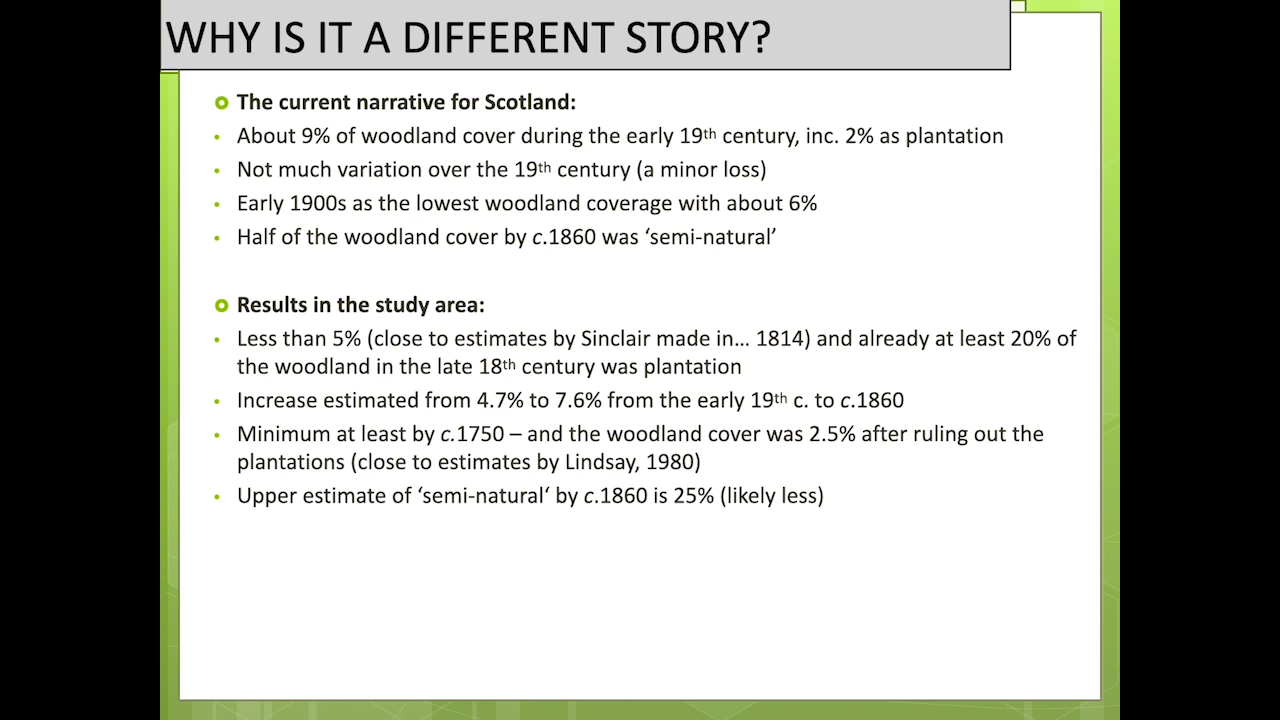 WHY IS IT A DIFFERENT STORY?
The current narrative for Scotland:
• About 9% of woodland cover during the early 19th century, inc. 2% as plantation
• Not much variation over the 19th century (a minor loss)
• Early 1900s as the lowest woodland coverage with about 6%
• Half of the woodland cover by c.1860 was ‘semi-natural’
Results in the study area:
• Less than 5% (close to estimates by Sinclair made in... 1814) and already at least 20% of
the woodland in the late 18th century was plantation
• Increase estimated from 4.7% to 7.6% from the early 19th c. to c.1860
• Minimum at least by c.1750 – and the woodland cover was 2.5% after ruling out the
plantations (close to estimates by Lindsay, 1980)
• Upper estimate of ‘semi-natural‘ by c.1860 is 25% (likely less)